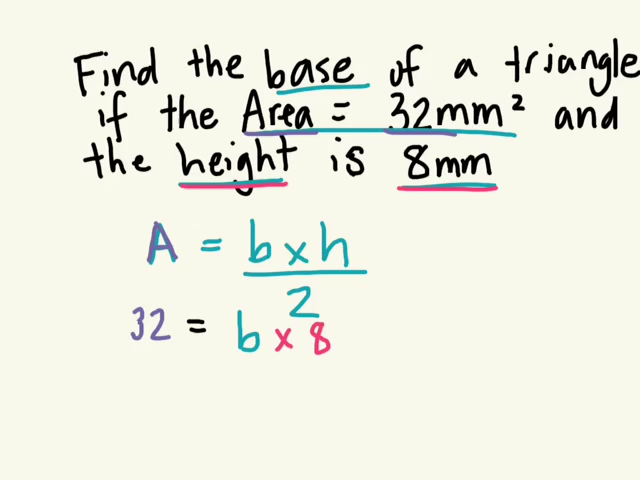 Find the base of a triangle
if the Area = 32mm² and
the height is 8mm
A = b x h
2
32 = b x 8